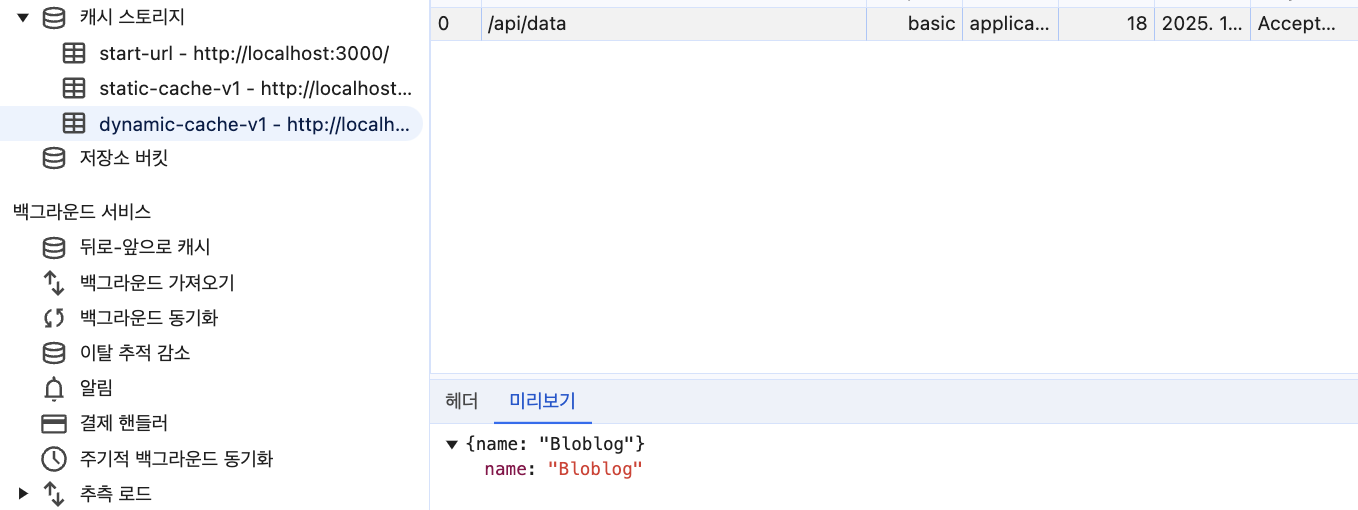 캐시 스토리지
start-url - http://localhost:3000/
static-cache-v1 - http://localhost...
dynamic-cache-v1 - http://localh...
저장소 버킷
백그라운드 서비스
뒤로-앞으로 캐시
백그라운드 가져오기
백그라운드 동기화
이탈 추적 감소
알림
결제 핸들러
주기적 백그라운드 동기화
추측 로드
0 /api/data basic applica... 18 2025. 1... Accept...
헤더 미리보기
{name: "Bloblog"}
name: "Bloblog"